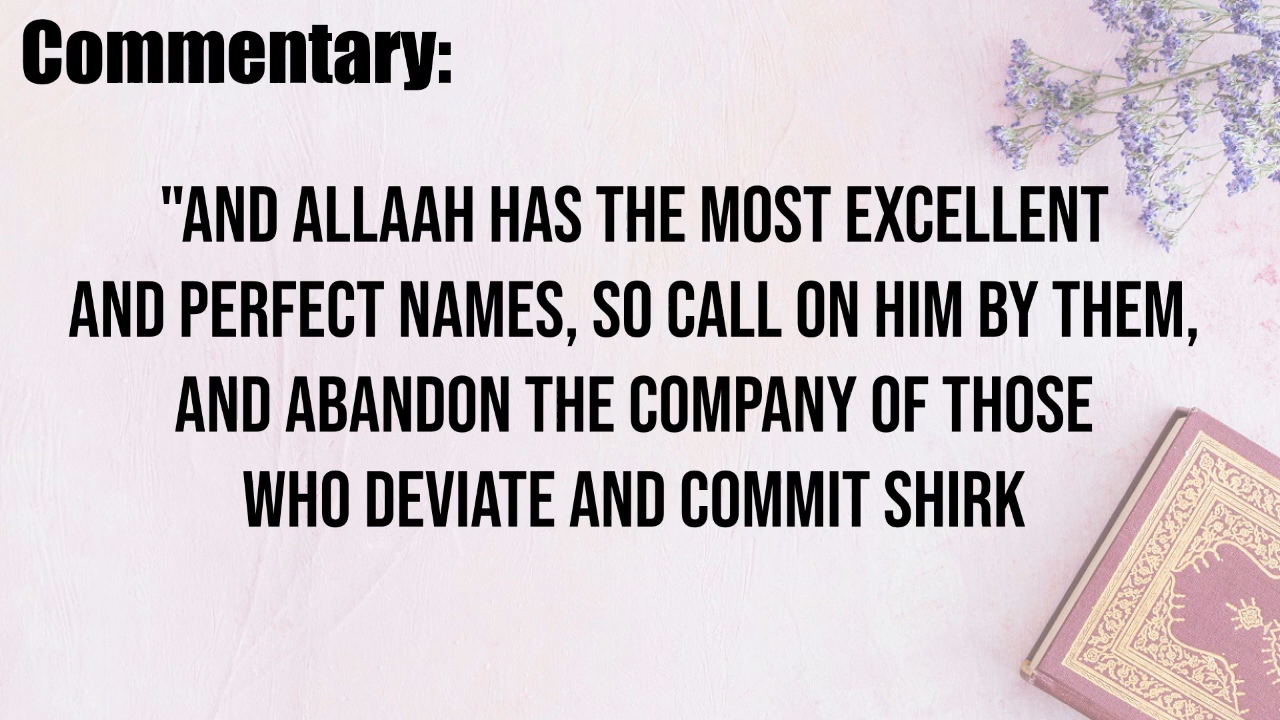 Commentary:
"AND ALLAAH HAS THE MOST EXCELLENT
AND PERFECT NAMES, SO CALL ON HIM BY THEM,
AND ABANDON THE COMPANY OF THOSE
WHO DEVIATE AND COMMIT SHIRK